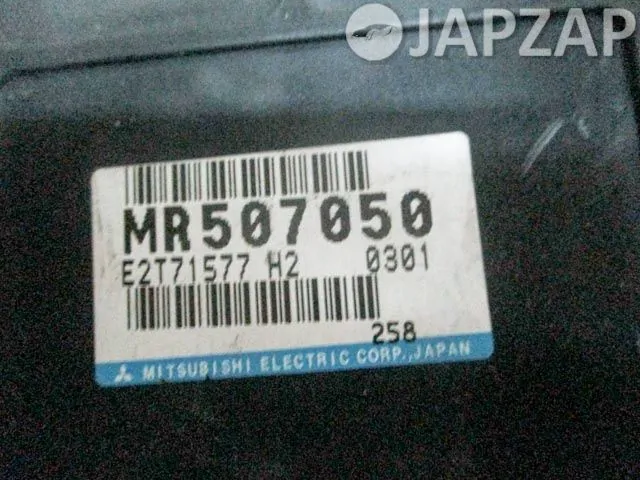 JAPZAP
MR507050
E2T71577 H2 0301
258
MITSUBISHI ELECTRIC CORP., JAPAN